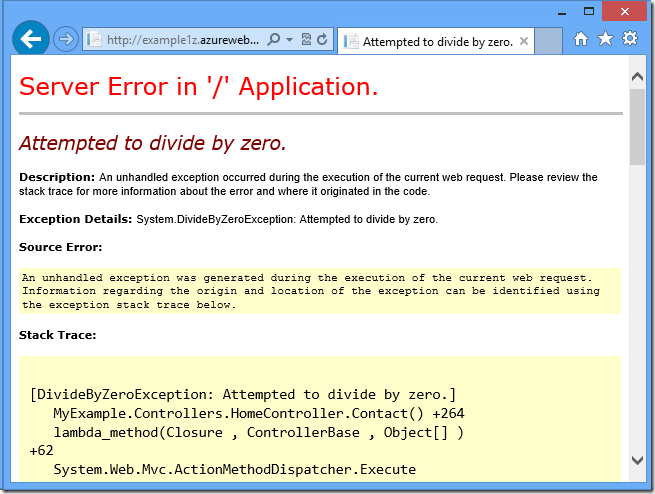 http://example1z.azureweb...
Attempted to divide by zero.
Server Error in '/' Application.
Attempted to divide by zero.
Description: An unhandled exception occurred during the execution of the current web request. Please review the
stack trace for more information about the error and where it originated in the code.
Exception Details: System.DivideByZeroException: Attempted to divide by zero.
Source Error:
An unhandled exception was generated during the execution of the current web request.
Information regarding the origin and location of the exception can be identified using
the exception stack trace below.
Stack Trace:
[DivideByZeroException: Attempted to divide by zero.]
MyExample.Controllers.HomeController.Contact() +264
lambda_method(Closure , ControllerBase , Object[] )
+62
System.Web.Mvc.ActionMethodDispatcher.Execute